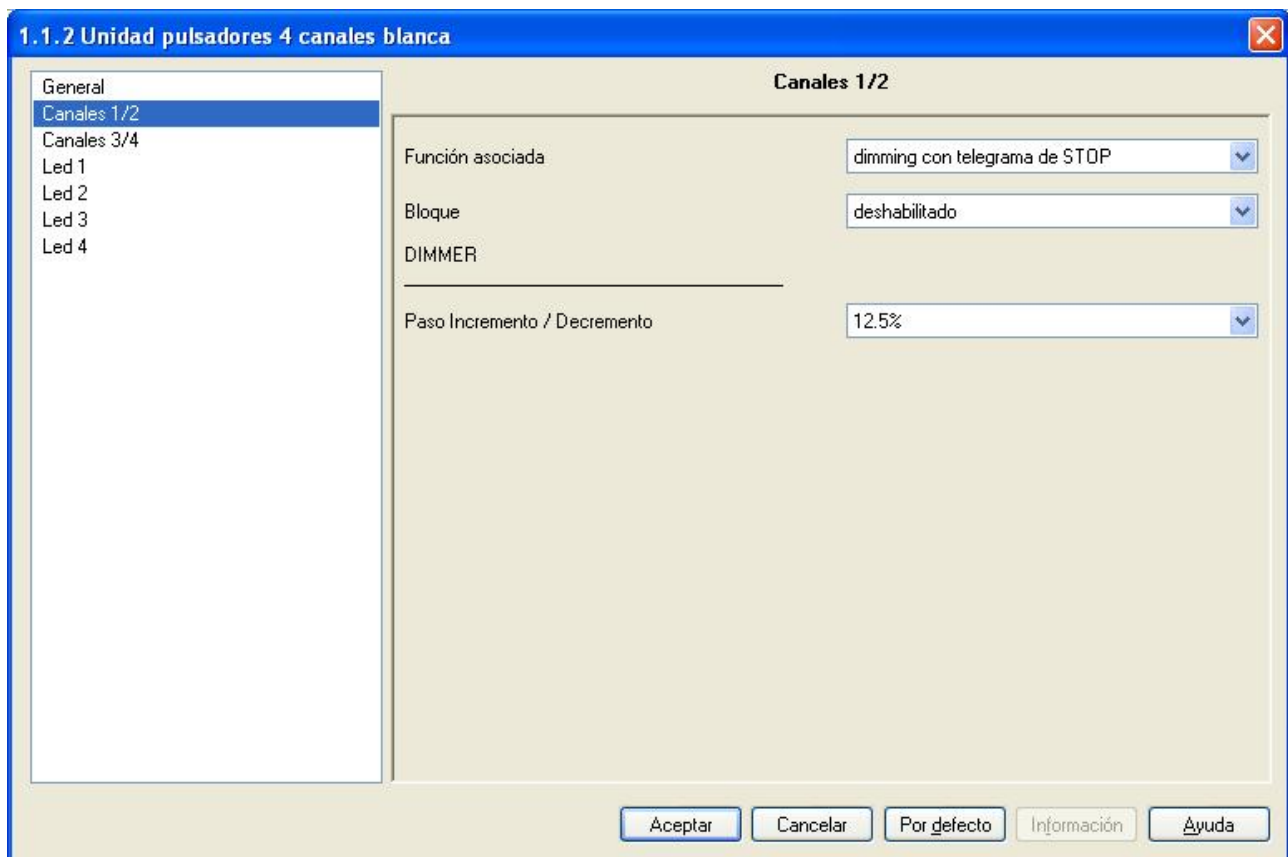 1.1.2 Unidad pulsadores 4 canales blanca
General
Canales 1/2
Canales 3/4
Led 1
Led 2
Led 3
Led 4
Canales 1/2
Función asociada dimming con telegrama de STOP
Bloque deshabilitado
DIMMER
Paso Incremento / Decremento 12.5%
Aceptar Cancelar Por defecto Información Ayuda